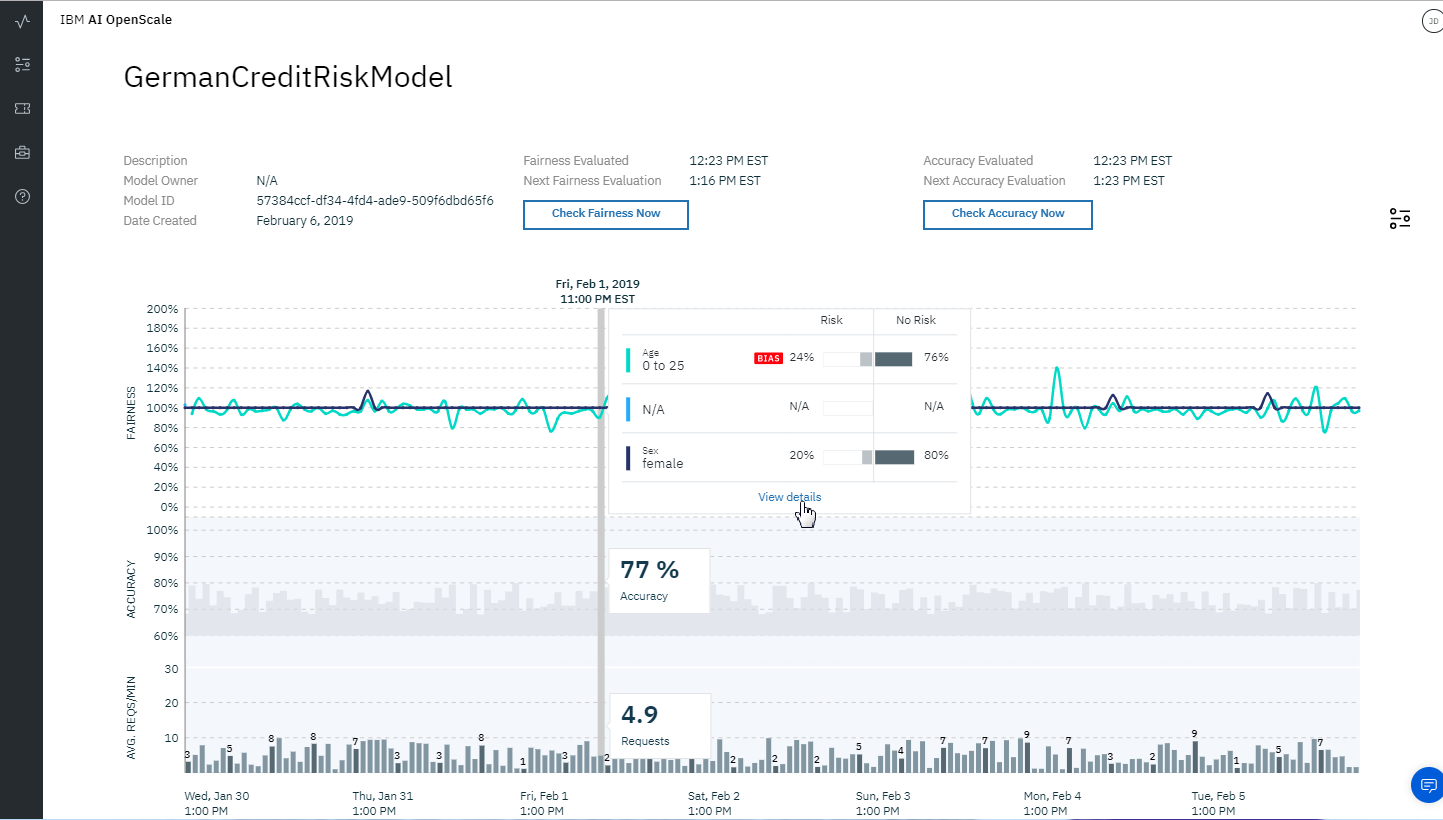 IBM AI OpenScale
JD
GermanCreditRiskModel
Description
Model Owner N/A
Model ID 57384ccf-df34-4fd4-ade9-509f6dbd65f6
Date Created February 6, 2019
Fairness Evaluated 12:23 PM EST
Next Fairness Evaluation 1:16 PM EST
Check Fairness Now
Accuracy Evaluated 12:23 PM EST
Next Accuracy Evaluation 1:23 PM EST
Check Accuracy Now
Fri, Feb 1, 2019
11:00 PM EST
FAIRNESS
200%
180%
160%
140%
120%
100%
80%
60%
40%
20%
0%
Risk No Risk
Age
0 to 25 BIAS 24% 76%
N/A N/A N/A
Sex
female 20% 80%
View details
ACCURACY
100%
90%
80%
70%
60%
77 %
Accuracy
AVG. REQS/MIN
30
20
10
4.9
Requests
3 5 8 8 7 3 3 8 1 3 2 2 2 2 5 4 7 7 9 7 3 2 9 1 5 7
Wed, Jan 30 Thu, Jan 31 Fri, Feb 1 Sat, Feb 2 Sun, Feb 3 Mon, Feb 4 Tue, Feb 5
1:00 PM 1:00 PM 1:00 PM 1:00 PM 1:00 PM 1:00 PM 1:00 PM